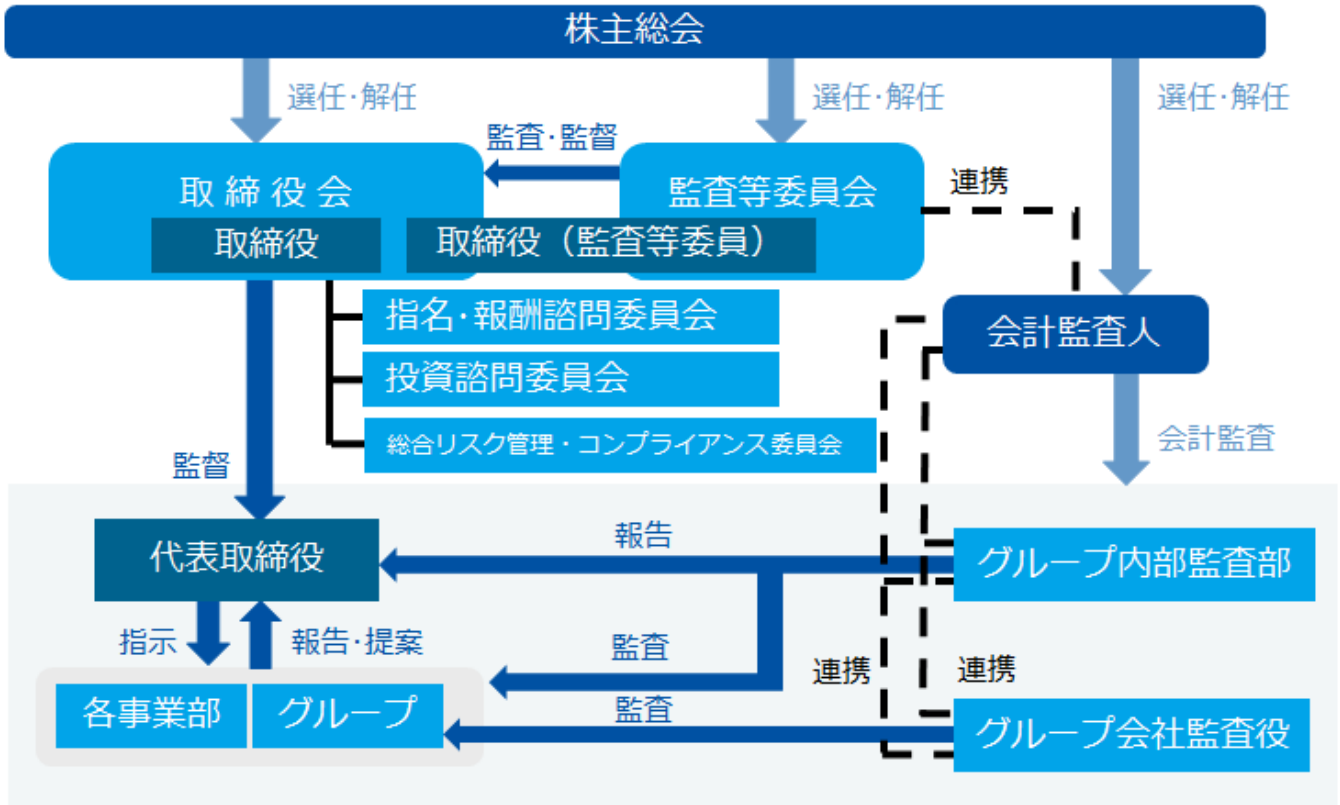 株主総会
選任・解任
選任・解任
選任・解任
監査・監督
取締役会
監査等委員会
連携
取締役
取締役（監査等委員）
指名・報酬諮問委員会
会計監査人
投資諮問委員会
総合リスク管理・コンプライアンス委員会
会計監査
監督
代表取締役
報告
グループ内部監査部
指示
報告・提案
監査
連携
連携
各事業部
グループ
監査
グループ会社監査役